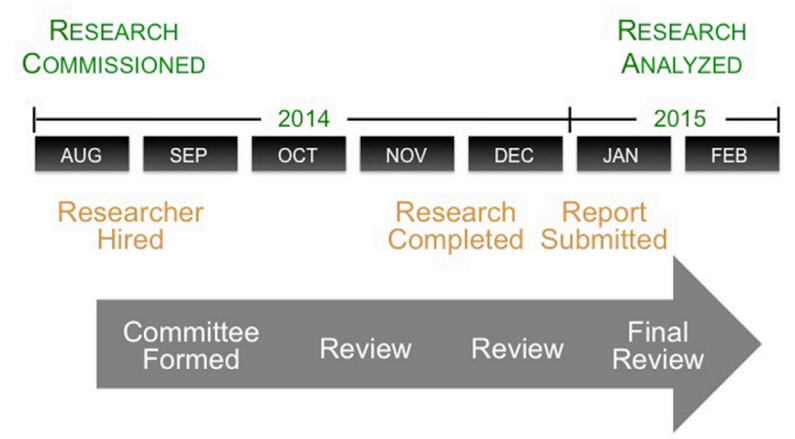 RESEARCH
COMMISSIONED
RESEARCH
ANALYZED
2014
2015
AUG
SEP
OCT
NOV
DEC
JAN
FEB
Researcher
Hired
Research
Completed
Report
Submitted
Committee
Formed
Review
Review
Final
Review